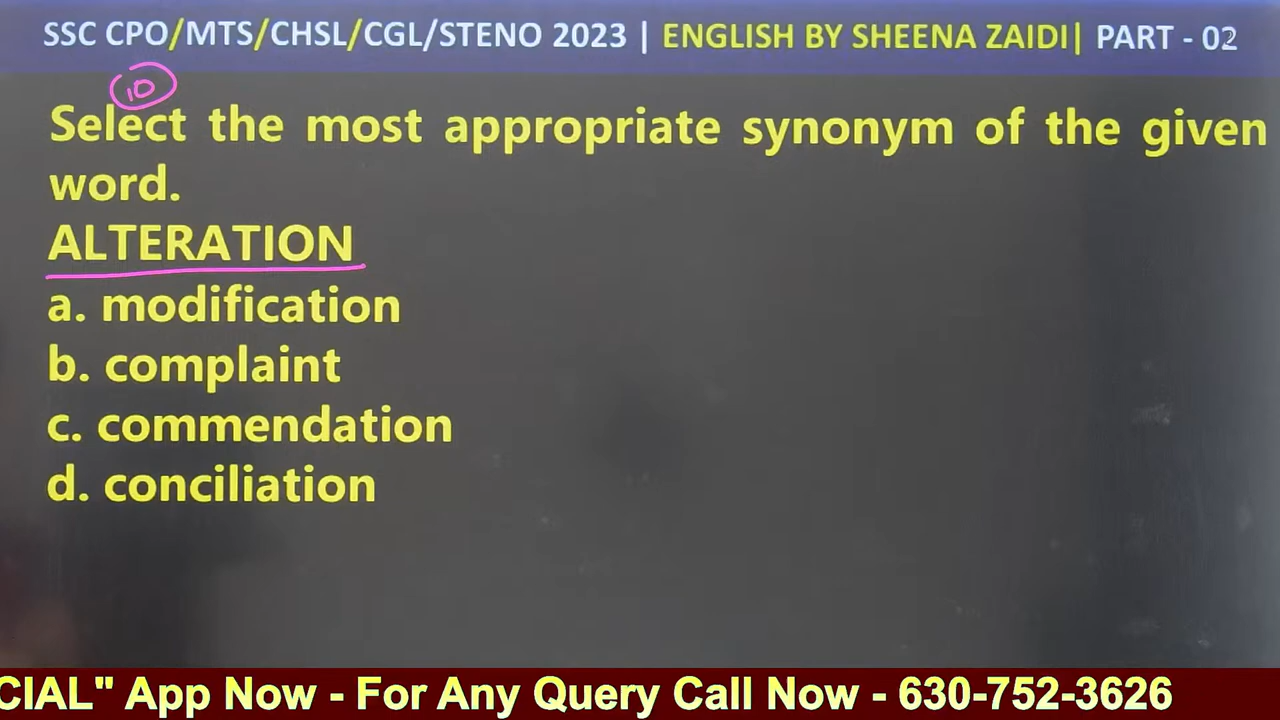 SSC CPO/MTS/CHSL/CGL/STENO 2023 | ENGLISH BY SHEENA ZAIDI| PART - 02
10
Select the most appropriate synonym of the given
word.
ALTERATION
a. modification
b. complaint
c. commendation
d. conciliation
CIAL" App Now - For Any Query Call Now - 630-752-3626